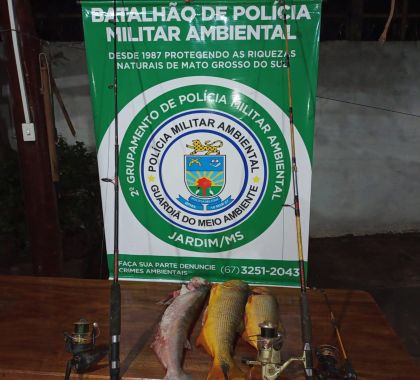 BATALHÃO DE POLÍCIA
MILITAR AMBIENTAL
DESDE 1987 PROTEGENDO AS RIQUEZAS
NATURAIS DE MATO GROSSO DO SUL
2º GRUPAMENTO DE POLÍCIA MILITAR AMBIENTAL
POLÍCIA MILITAR AMBIENTAL
GUARDIÃ DO MEIO AMBIENTE
JARDIM/MS
FAÇA SUA PARTE DENUNCIE
CRIMES AMBIENTAIS (67) 3251-2043